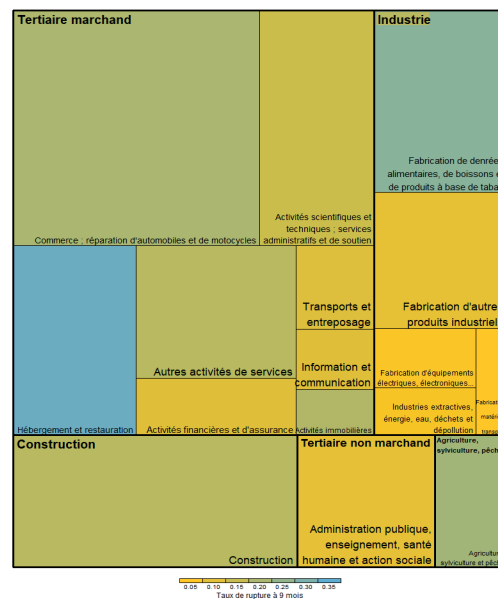 Tertiaire marchand
Industrie
Fabrication de denrée
alimentaires, de boissons e
de produits à base de taba
Activités scientifiques et
techniques ; services
administratifs et de soutien
Commerce ; réparation d'automobiles et de motocycles
Transports et
entreposage
Fabrication d'autre
produits industriel
Autres activités de services
Information et
communication
Fabrication d'équipements
électriques, électroniques...
Industries extractives,
énergie, eau, déchets et
dépollution
Fabricatio
matérie
transp
Hébergement et restauration
Activités financières et d'assurance
Activités immobilières
Construction
Construction
Tertiaire non marchand
Administration publique,
enseignement, santé
humaine et action sociale
Agriculture,
sylviculture, pêch
Agricultur
sylviculture et pêch
0.05 0.10 0.15 0.20 0.25 0.30 0.35
Taux de rupture à 9 mois